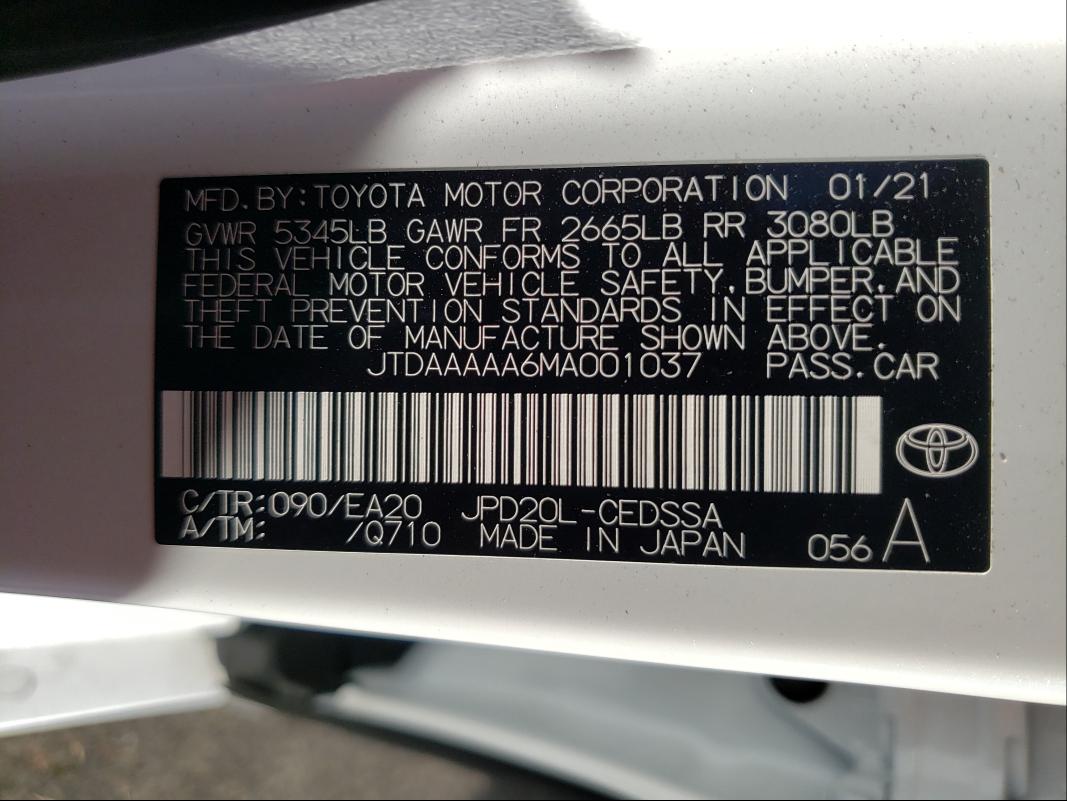 MFD. BY: TOYOTA MOTOR CORPORATION 01/21
GVWR 5345LB GAWR FR 2665LB RR 3080LB
THIS VEHICLE CONFORMS TO ALL APPLICABLE
FEDERAL MOTOR VEHICLE SAFETY, BUMPER, AND
THEFT PREVENTION STANDARDS IN EFFECT ON
THE DATE OF MANUFACTURE SHOWN ABOVE.
JTDAAAAA6MA001037 PASS. CAR
C/TR: 090/EA20 JPD20L-CEDSSA
A/TM: /Q710 MADE IN JAPAN 056 A